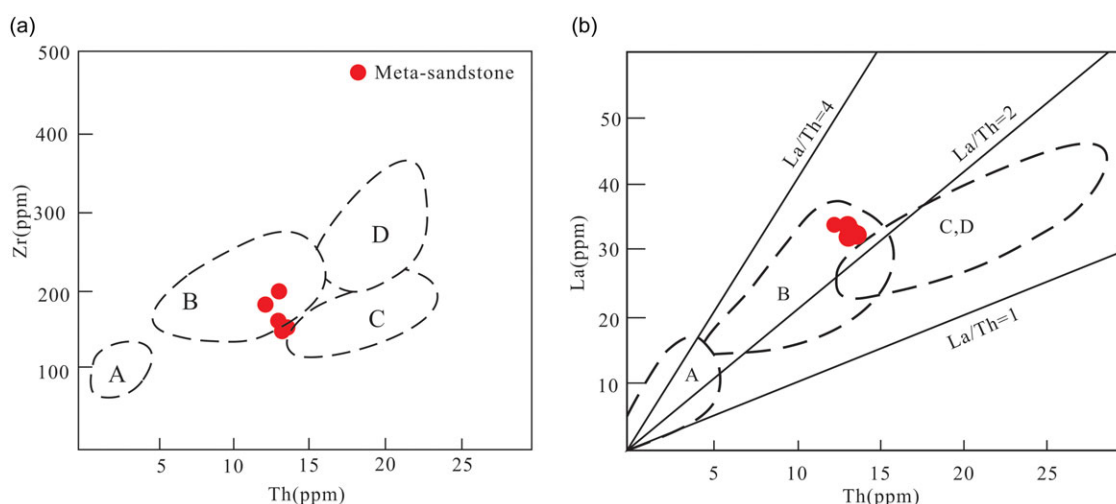 (a)
500
400
300
200
100
Zr(ppm)
Meta-sandstone
A
B
C
D
5
10
15
20
25
Th(ppm)
(b)
50
40
30
20
10
La(ppm)
La/Th=4
La/Th=2
La/Th=1
A
B
C,D
5
10
15
20
25
Th(ppm)